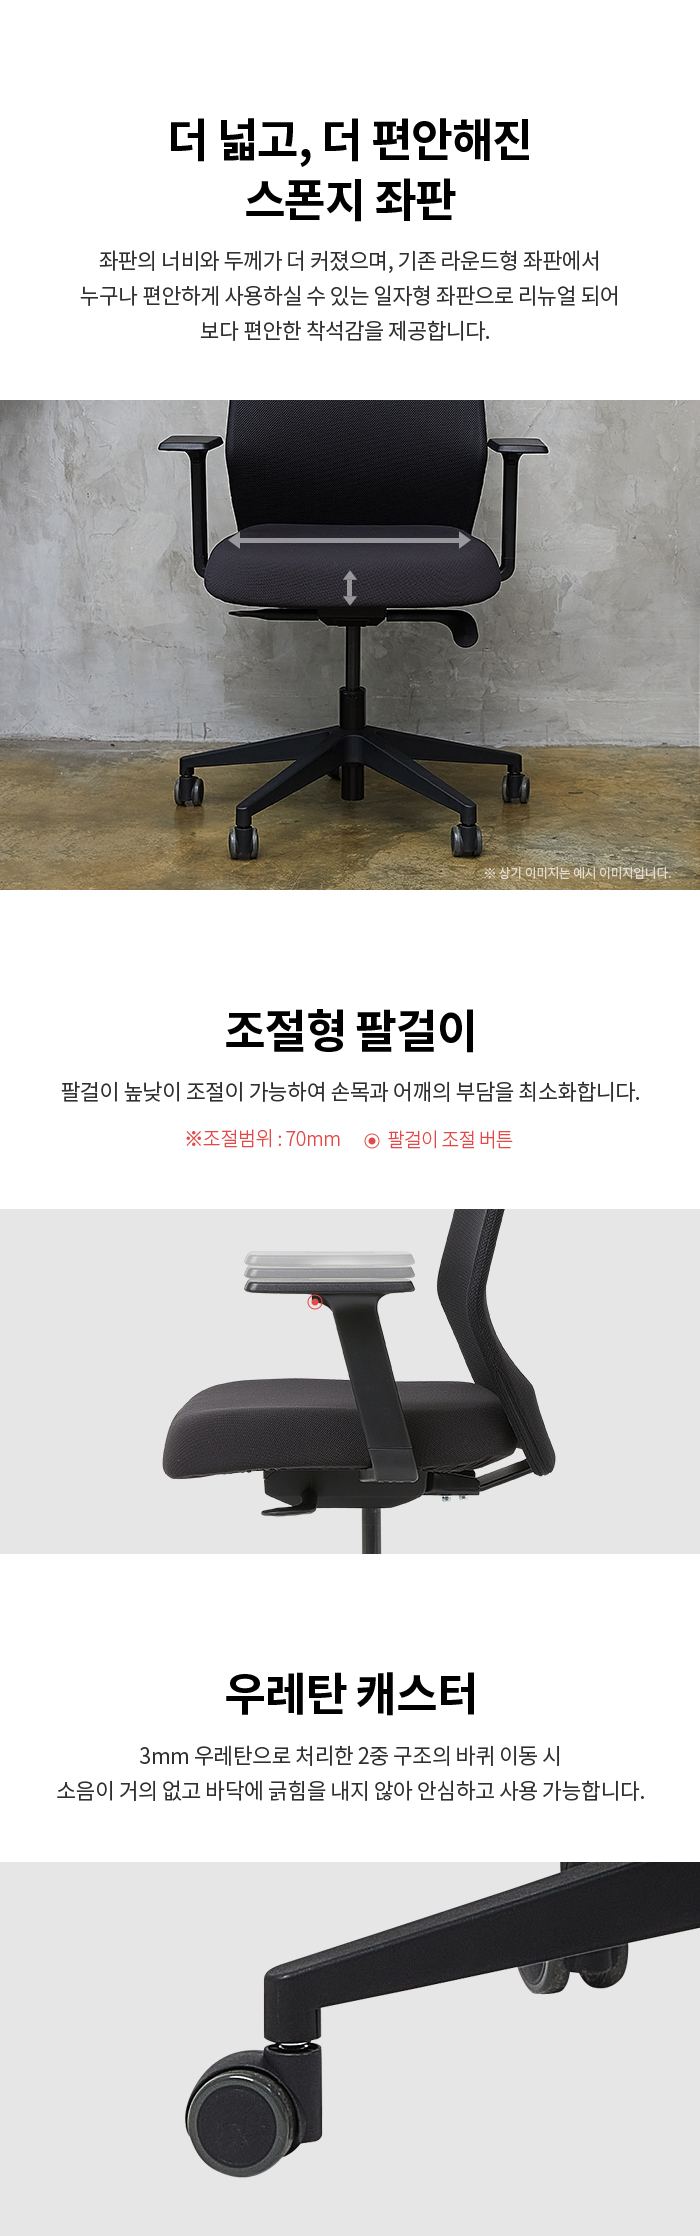 더 넓고, 더 편안해진
스폰지 좌판
좌판의 너비와 두께가 더 커졌으며, 기존 라운드형 좌판에서
누구나 편안하게 사용하실 수 있는 일자형 좌판으로 리뉴얼 되어
보다 편안한 착석감을 제공합니다.
※ 상기 이미지는 예시 이미지입니다.
조절형 팔걸이
팔걸이 높낮이 조절이 가능하여 손목과 어깨의 부담을 최소화합니다.
※조절범위 : 70mm ◉ 팔걸이 조절 버튼
우레탄 캐스터
3mm 우레탄으로 처리한 2중 구조의 바퀴 이동 시
소음이 거의 없고 바닥에 긁힘을 내지 않아 안심하고 사용 가능합니다.